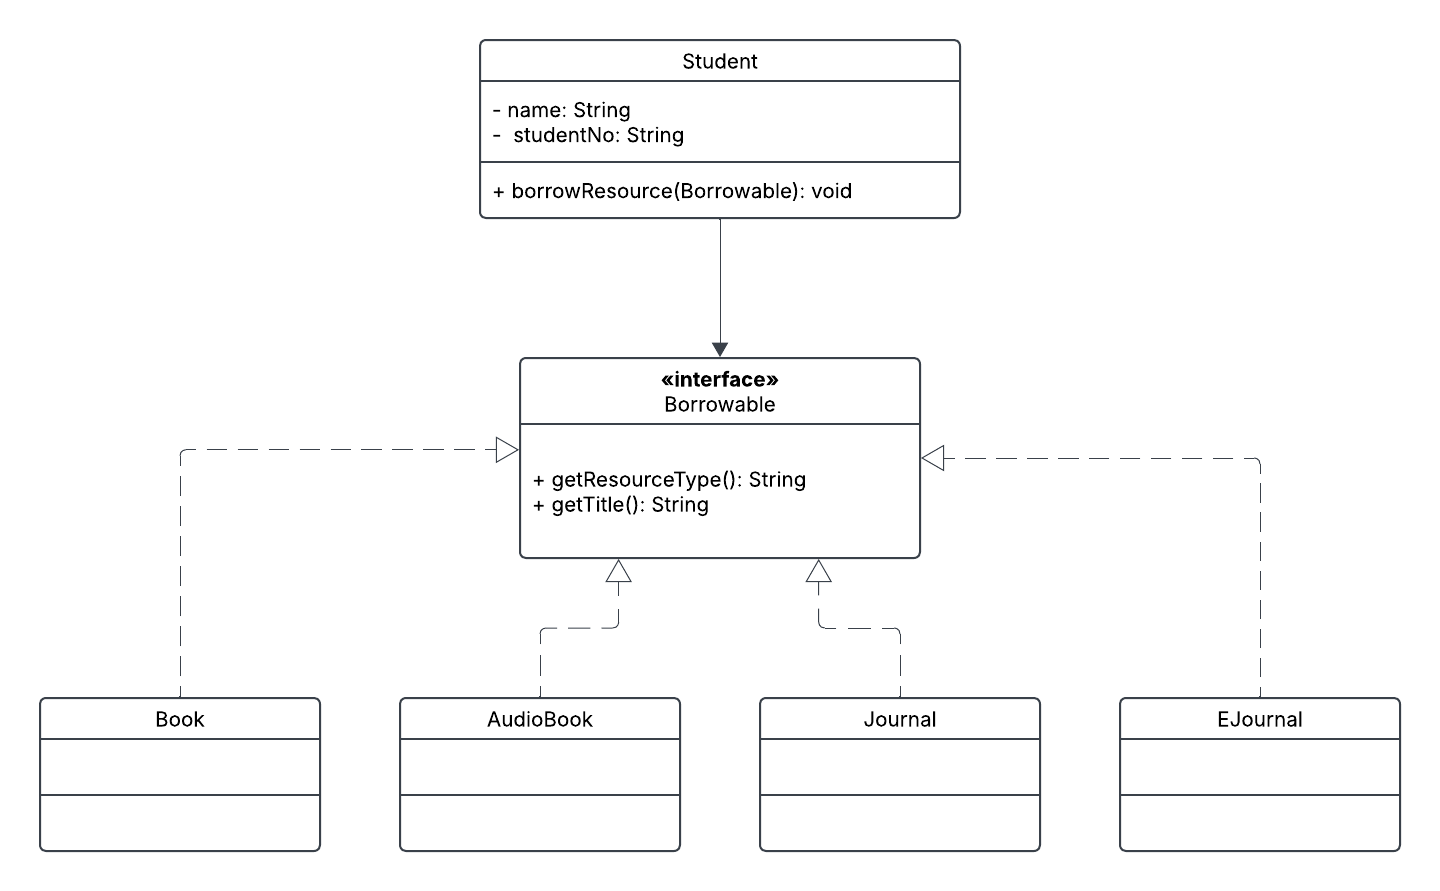 Student
- name: String
-  studentNo: String
+ borrowResource(Borrowable): void
«interface»
Borrowable
+ getResourceType(): String
+ getTitle(): String
Book
AudioBook
Journal
EJournal